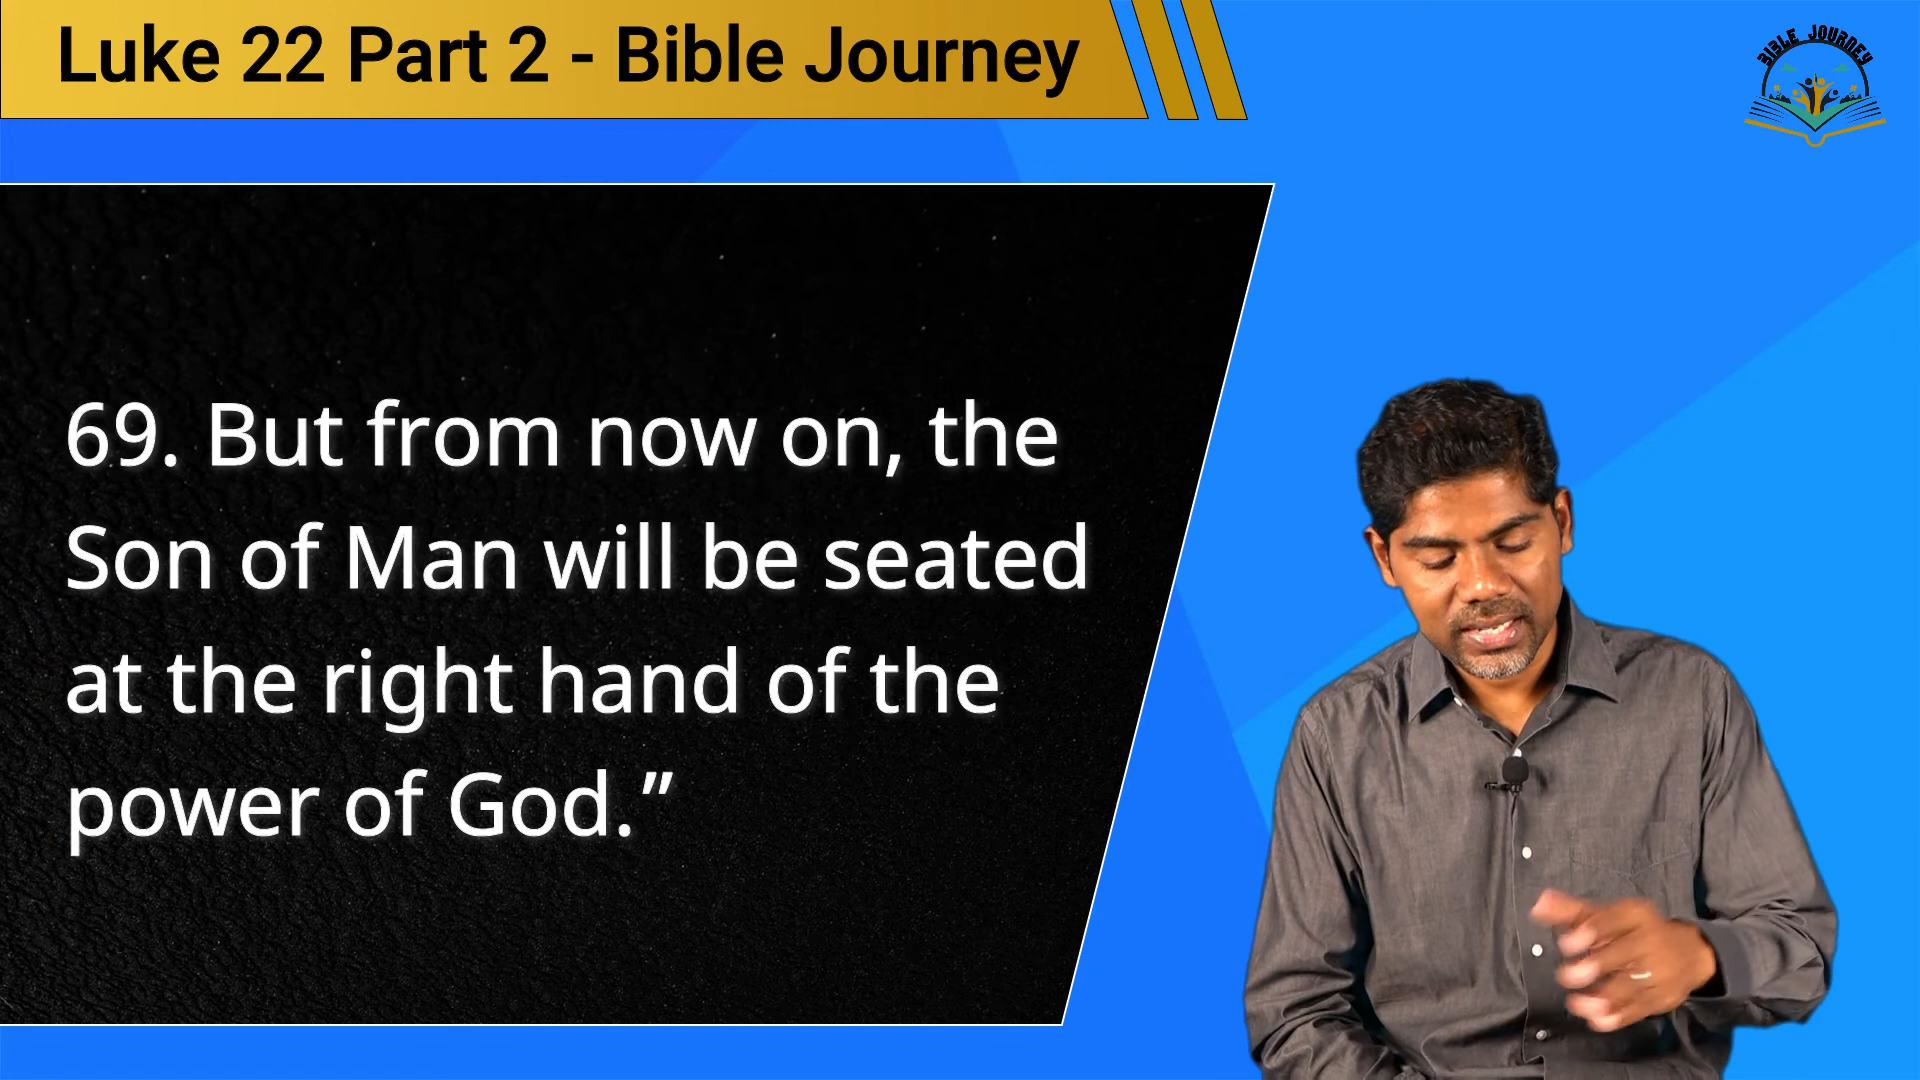 Luke 22 Part 2 - Bible Journey
BIBLE JOURNEY
69. But from now on, the
Son of Man will be seated
at the right hand of the
power of God.”